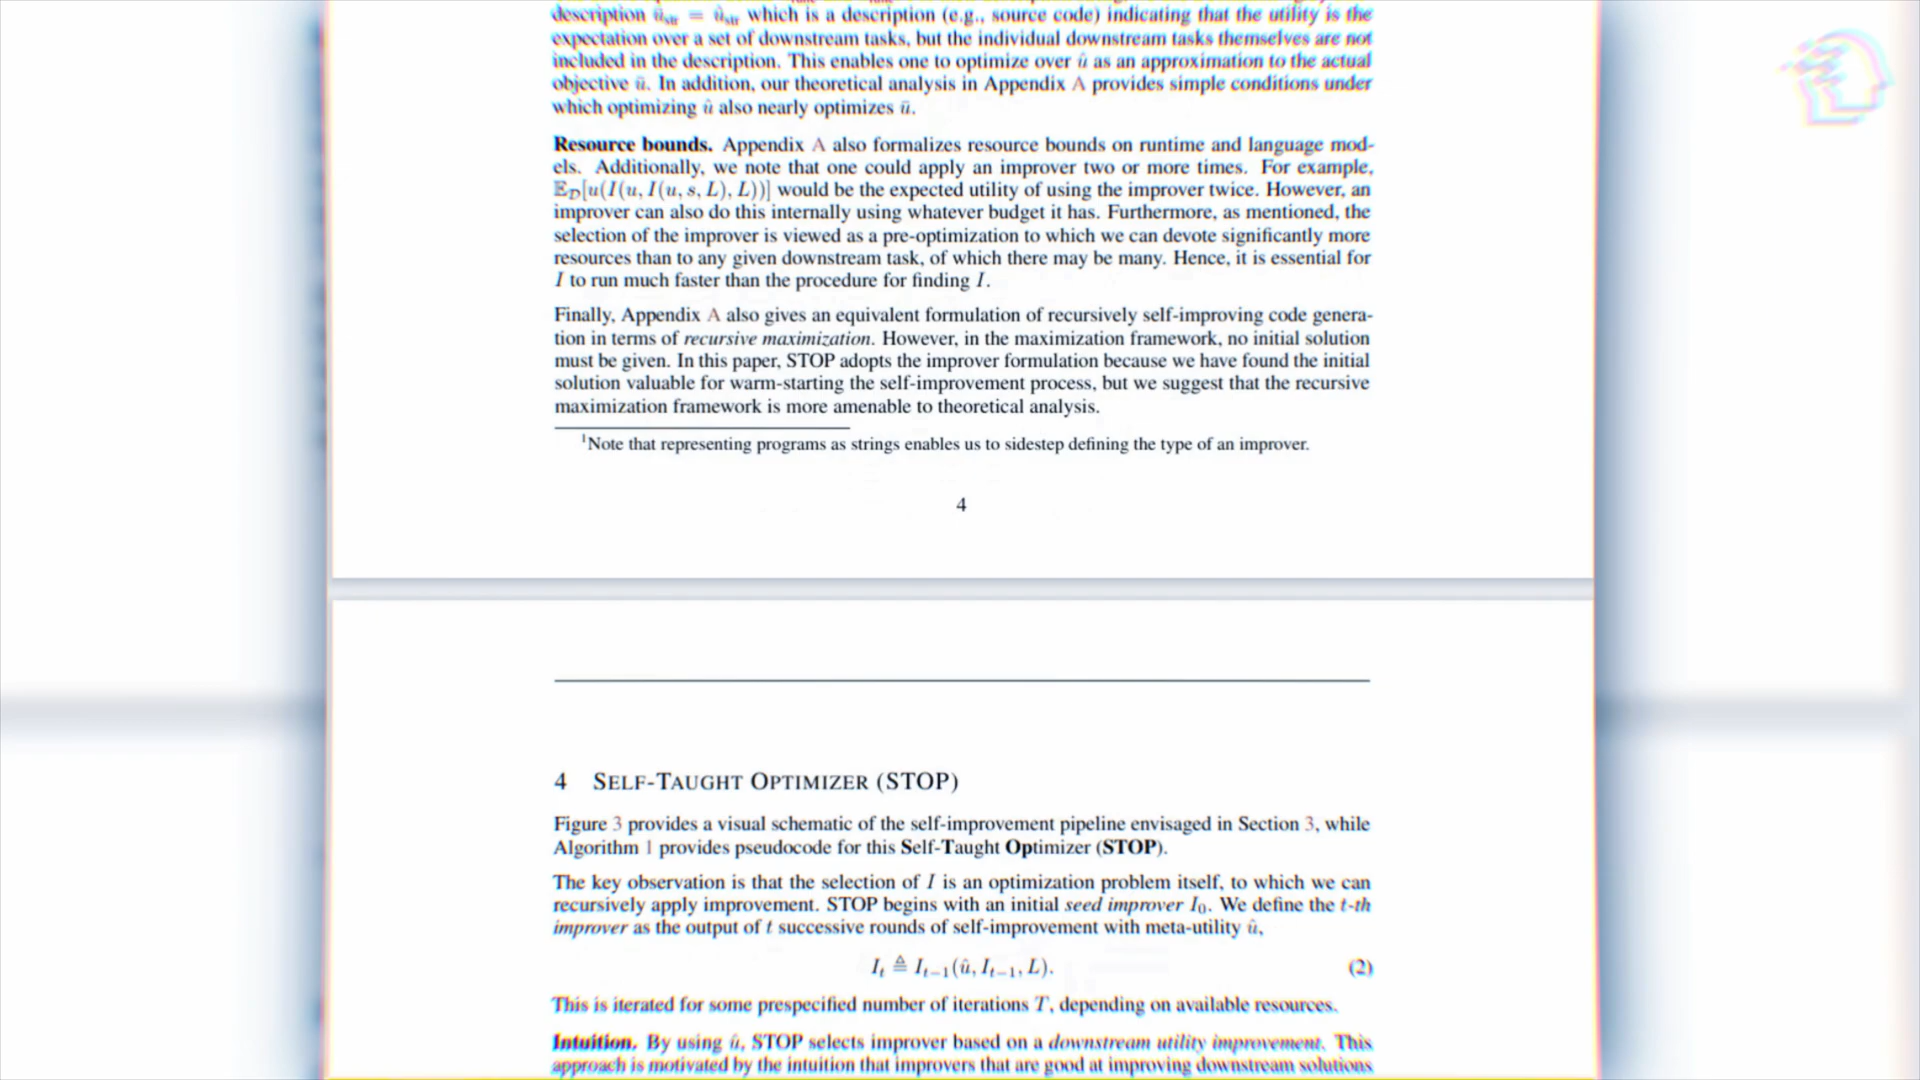 description ũ_str = û_str which is a description (e.g., source code) indicating that the utility is the
expectation over a set of downstream tasks, but the individual downstream tasks themselves are not
included in the description. This enables one to optimize over û as an approximation to the actual
objective ū. In addition, our theoretical analysis in Appendix A provides simple conditions under
which optimizing û also nearly optimizes ū.
Resource bounds. Appendix A also formalizes resource bounds on runtime and language mod-
els. Additionally, we note that one could apply an improver two or more times. For example,
𝔼_D[u(I(u, I(u, s, L), L))] would be the expected utility of using the improver twice. However, an
improver can also do this internally using whatever budget it has. Furthermore, as mentioned, the
selection of the improver is viewed as a pre-optimization to which we can devote significantly more
resources than to any given downstream task, of which there may be many. Hence, it is essential for
I to run much faster than the procedure for finding I.
Finally, Appendix A also gives an equivalent formulation of recursively self-improving code genera-
tion in terms of recursive maximization. However, in the maximization framework, no initial solution
must be given. In this paper, STOP adopts the improver formulation because we have found the initial
solution valuable for warm-starting the self-improvement process, but we suggest that the recursive
maximization framework is more amenable to theoretical analysis.
¹Note that representing programs as strings enables us to sidestep defining the type of an improver.
4
4 SELF-TAUGHT OPTIMIZER (STOP)
Figure 3 provides a visual schematic of the self-improvement pipeline envisaged in Section 3, while
Algorithm 1 provides pseudocode for this Self-Taught Optimizer (STOP).
The key observation is that the selection of I is an optimization problem itself, to which we can
recursively apply improvement. STOP begins with an initial seed improver I₀. We define the t-th
improver as the output of t successive rounds of self-improvement with meta-utility û,
Iₜ ≜ Iₜ₋₁(û, Iₜ₋₁, L). (2)
This is iterated for some prespecified number of iterations T, depending on available resources.
Intuition. By using û, STOP selects improver based on a downstream utility improvement. This
approach is motivated by the intuition that improvers that are good at improving downstream solutions